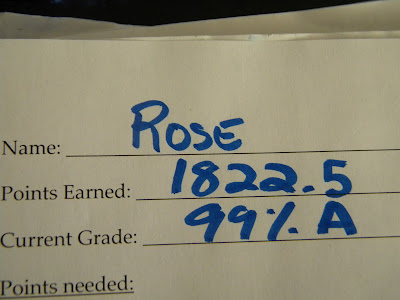 Name: ROSE
Points Earned: 1822.5
Current Grade: 99% A
Points needed: